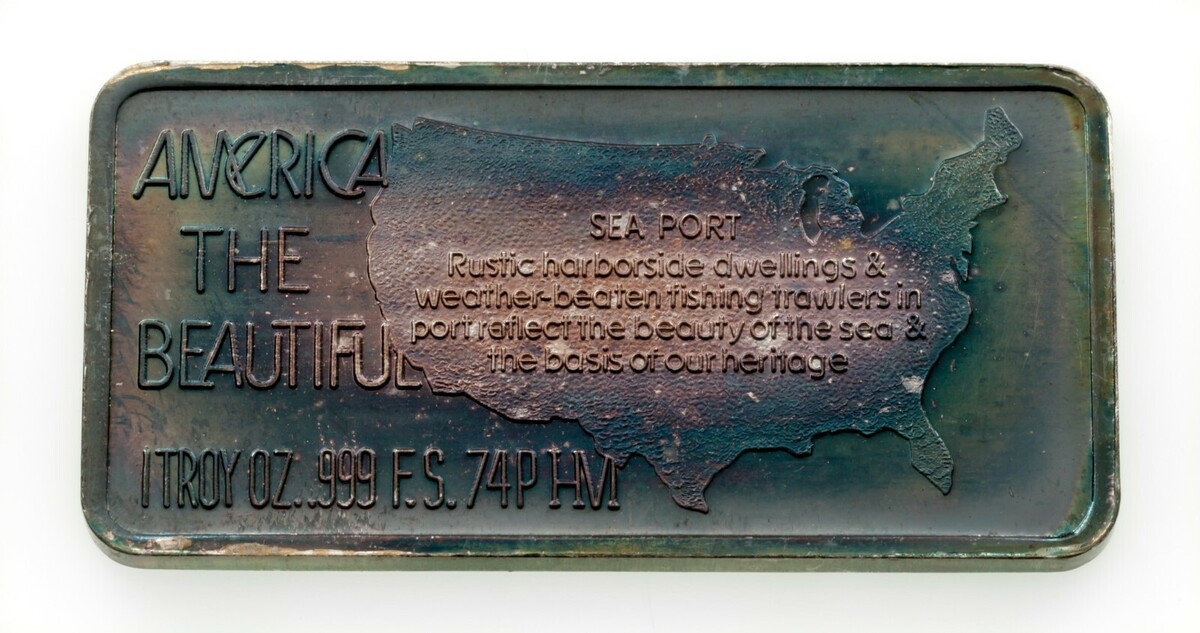 AMERICA
THE
BEAUTIFUL
SEA PORT
Rustic harborside dwellings &
weather-beaten fishing trawlers in
port reflect the beauty of the sea &
the basis of our heritage
1 TROY OZ. .999 F.S. 74P HM